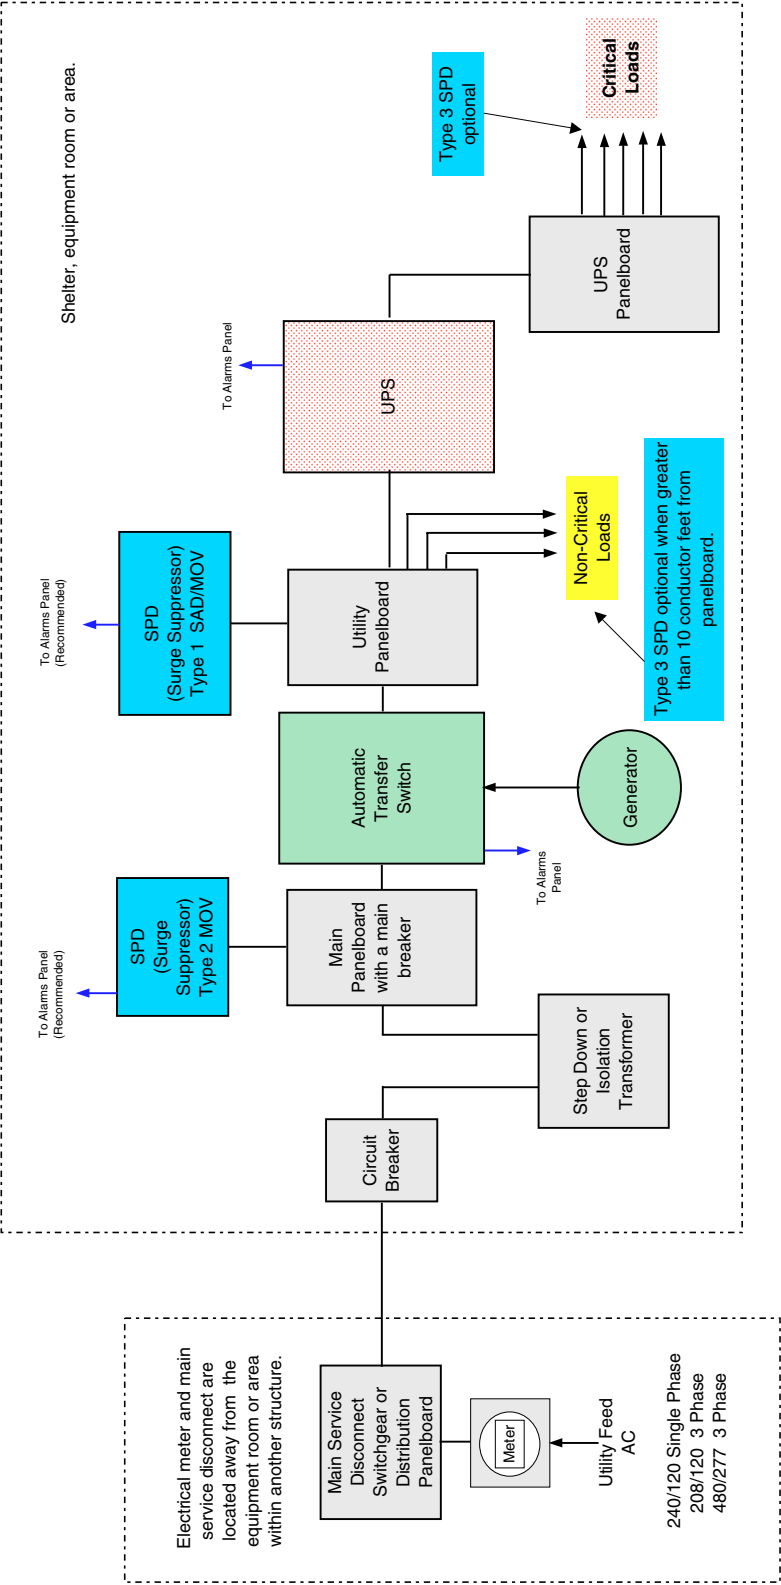 Electrical meter and main
service disconnect are
located away from the
equipment room or area
within another structure.
Main Service
Disconnect
Switchgear or
Distribution
Panelboard
Meter
Utility Feed
AC
240/120 Single Phase
208/120 3 Phase
480/277 3 Phase
Shelter, equipment room or area.
Circuit
Breaker
Step Down or
Isolation
Transformer
To Alarms Panel
(Recommended)
SPD
(Surge
Suppressor)
Type 2 MOV
Main
Panelboard
with a main
breaker
Automatic
Transfer
Switch
To Alarms
Panel
Generator
To Alarms Panel
(Recommended)
SPD
(Surge Suppressor)
Type 1 SAD/MOV
Utility
Panelboard
Non-Critical
Loads
Type 3 SPD optional when greater
than 10 conductor feet from
panelboard.
To Alarms Panel
UPS
UPS
Panelboard
Type 3 SPD
optional
Critical
Loads